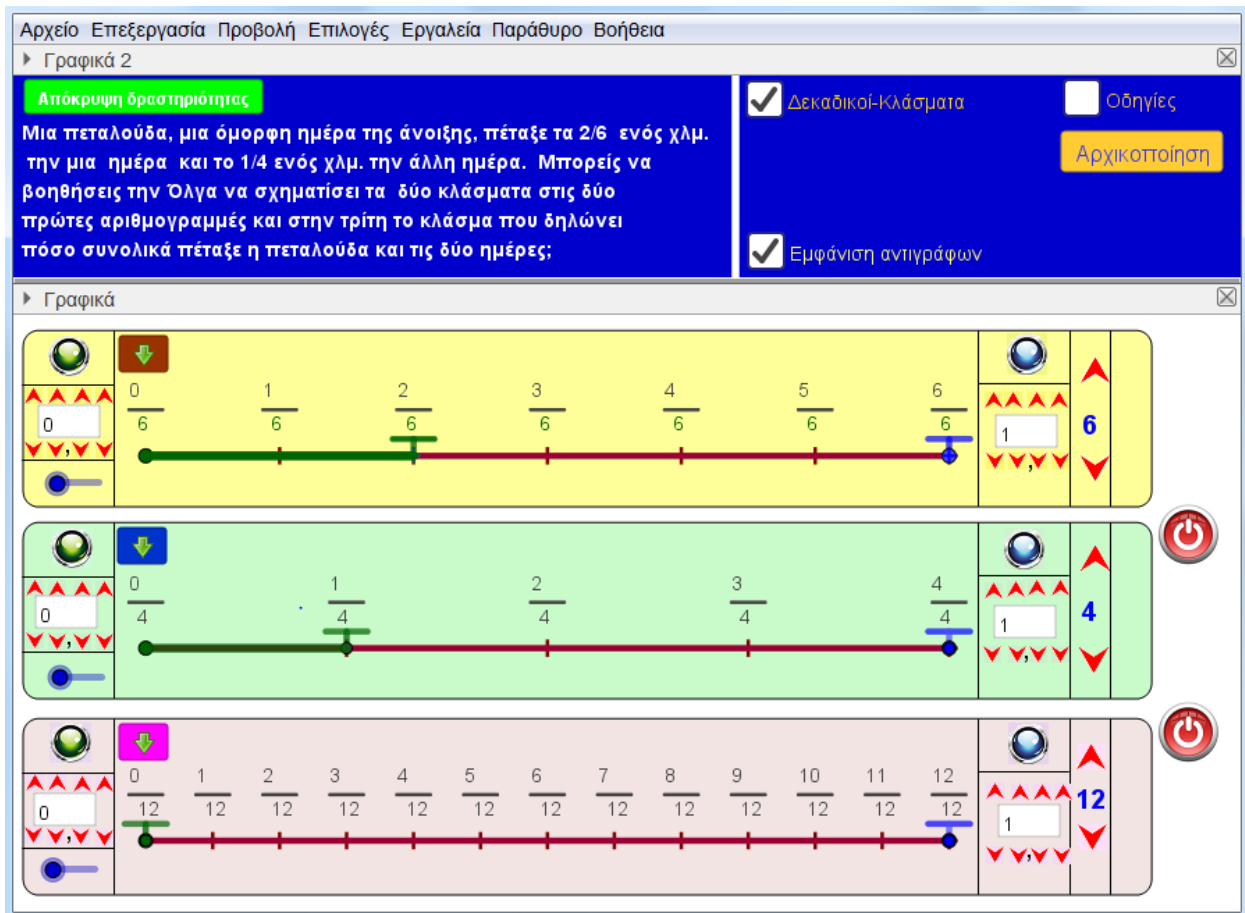 Αρχείο Επεξεργασία Προβολή Επιλογές Εργαλεία Παράθυρο Βοήθεια
Γραφικά 2
Απόκρυψη δραστηριότητας
Μια πεταλούδα, μια όμορφη ημέρα της άνοιξης, πέταξε τα 2/6 ενός χλμ.
την μια ημέρα και το 1/4 ενός χλμ. την άλλη ημέρα. Μπορείς να
βοηθήσεις την Όλγα να σχηματίσει τα δύο κλάσματα στις δύο
πρώτες αριθμογραμμές και στην τρίτη το κλάσμα που δηλώνει
πόσο συνολικά πέταξε η πεταλούδα και τις δύο ημέρες;
Δεκαδικοί-Κλάσματα
Οδηγίες
Αρχικοποίηση
Εμφάνιση αντιγράφων
Γραφικά
0 1 2 3 4 5 6
6 6 6 6 6 6 6
0 , 1 , 6
0 1 2 3 4
4 4 4 4 4
0 , 1 , 4
0 1 2 3 4 5 6 7 8 9 10 11 12
12 12 12 12 12 12 12 12 12 12 12 12 12
0 , 1 , 12